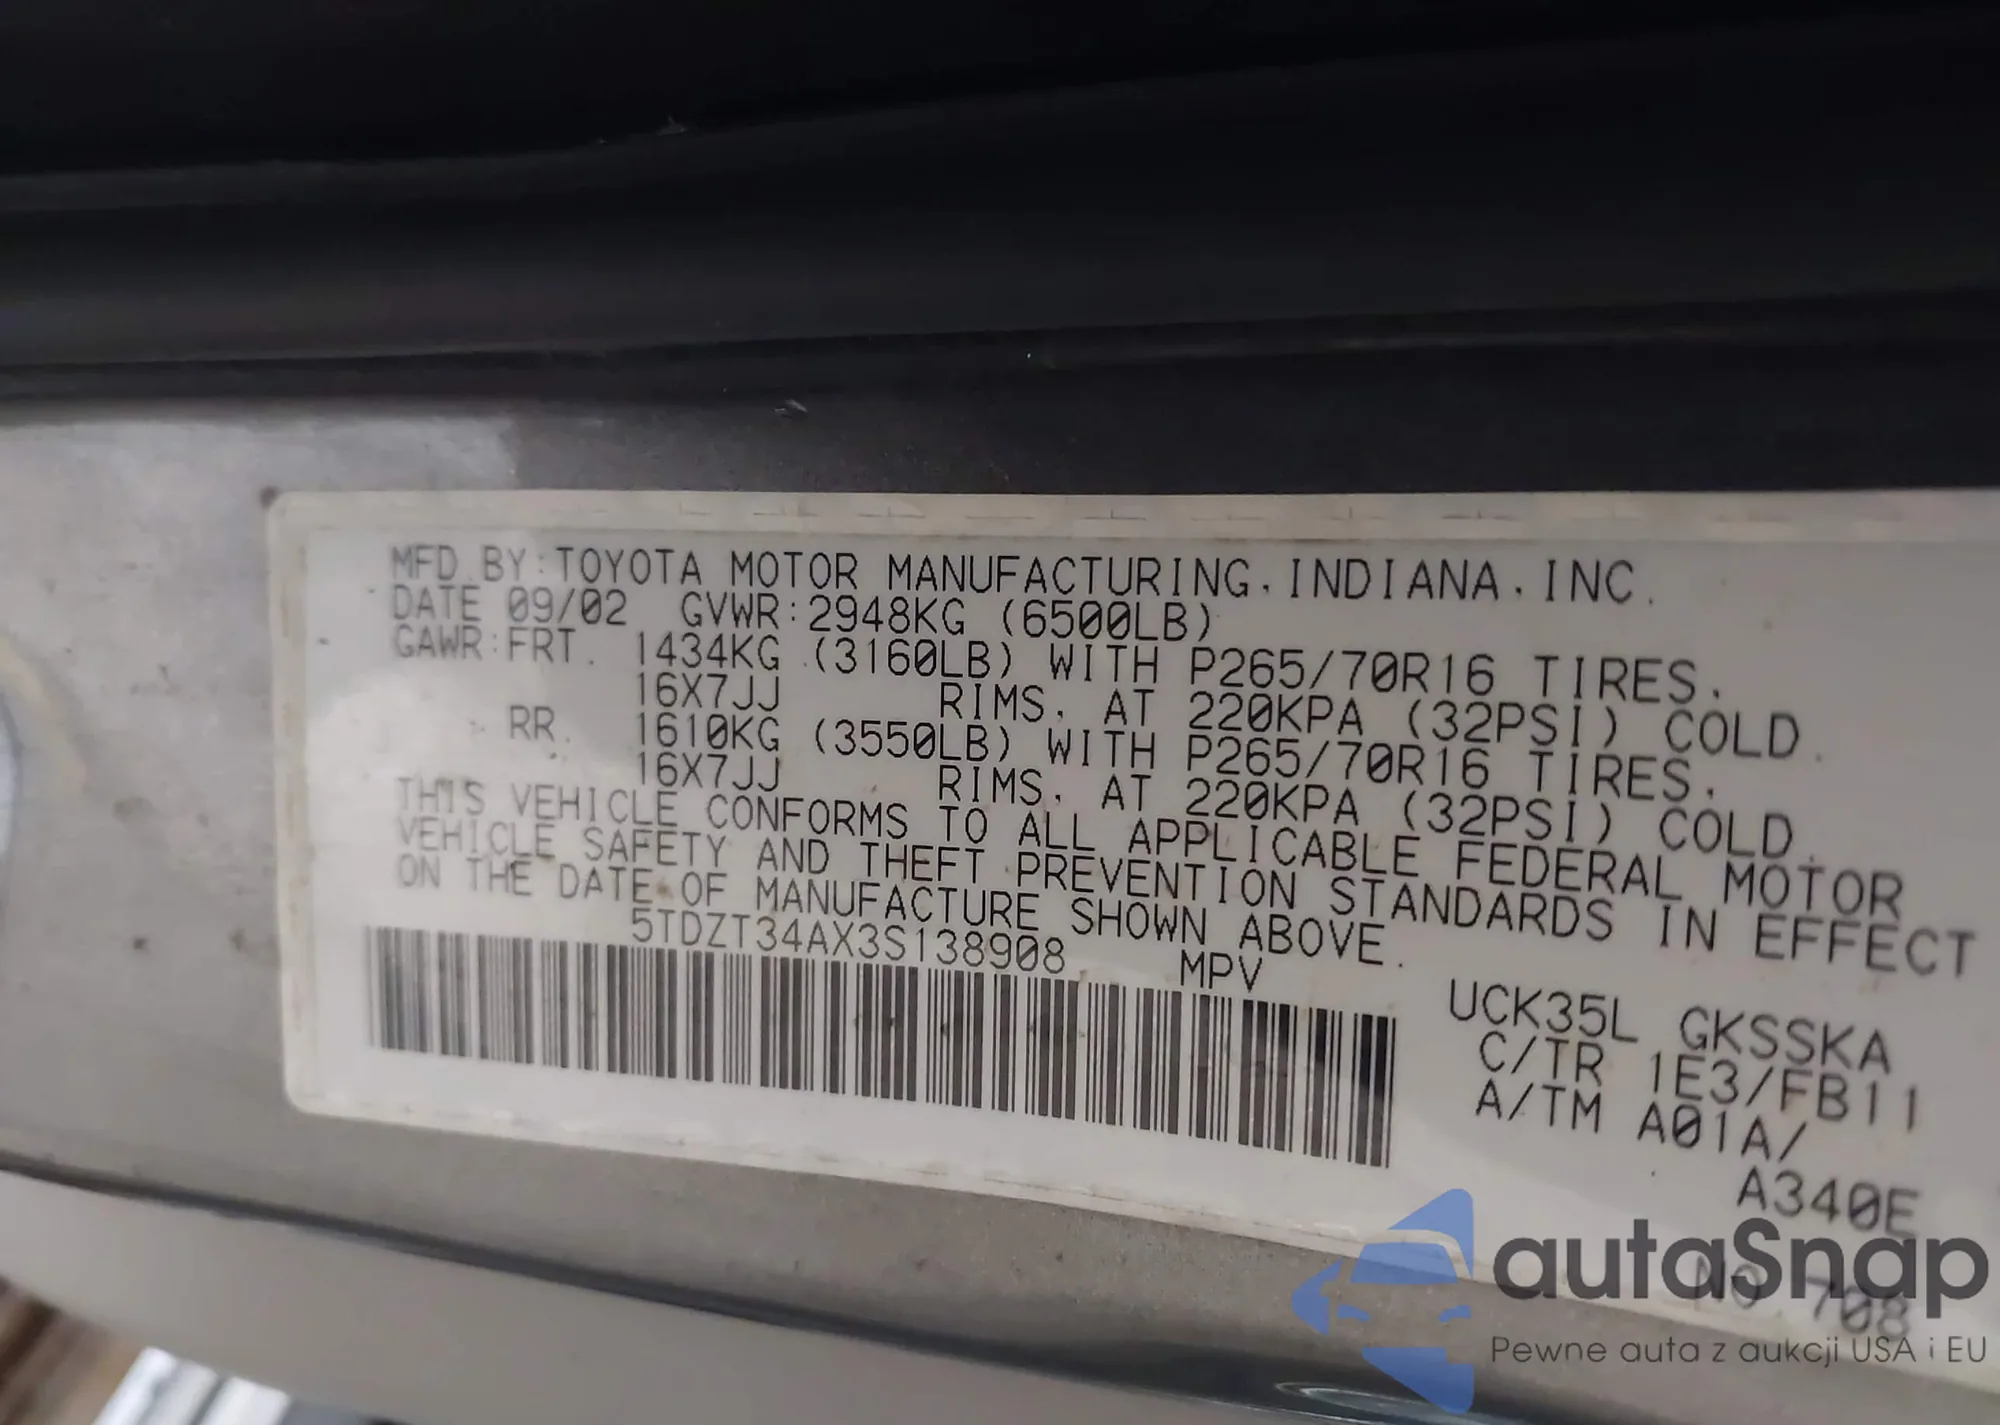 MFD. BY: TOYOTA MOTOR MANUFACTURING, INDIANA, INC.
DATE 09/02 GVWR: 2948KG (6500LB)
GAWR: FRT. 1434KG (3160LB) WITH P265/70R16 TIRES,
16X7JJ RIMS, AT 220KPA (32PSI) COLD.
RR. 1610KG (3550LB) WITH P265/70R16 TIRES,
16X7JJ RIMS, AT 220KPA (32PSI) COLD.
THIS VEHICLE CONFORMS TO ALL APPLICABLE FEDERAL MOTOR
VEHICLE SAFETY AND THEFT PREVENTION STANDARDS IN EFFECT
ON THE DATE OF MANUFACTURE SHOWN ABOVE.
5TDZT34AX3S138908 MPV
UCK35L GKSSKA
C/TR 1E3/FB11
A/TM A01A/
A340E
NO. 708
autaSnap
Pewne auta z aukcji USA i EU